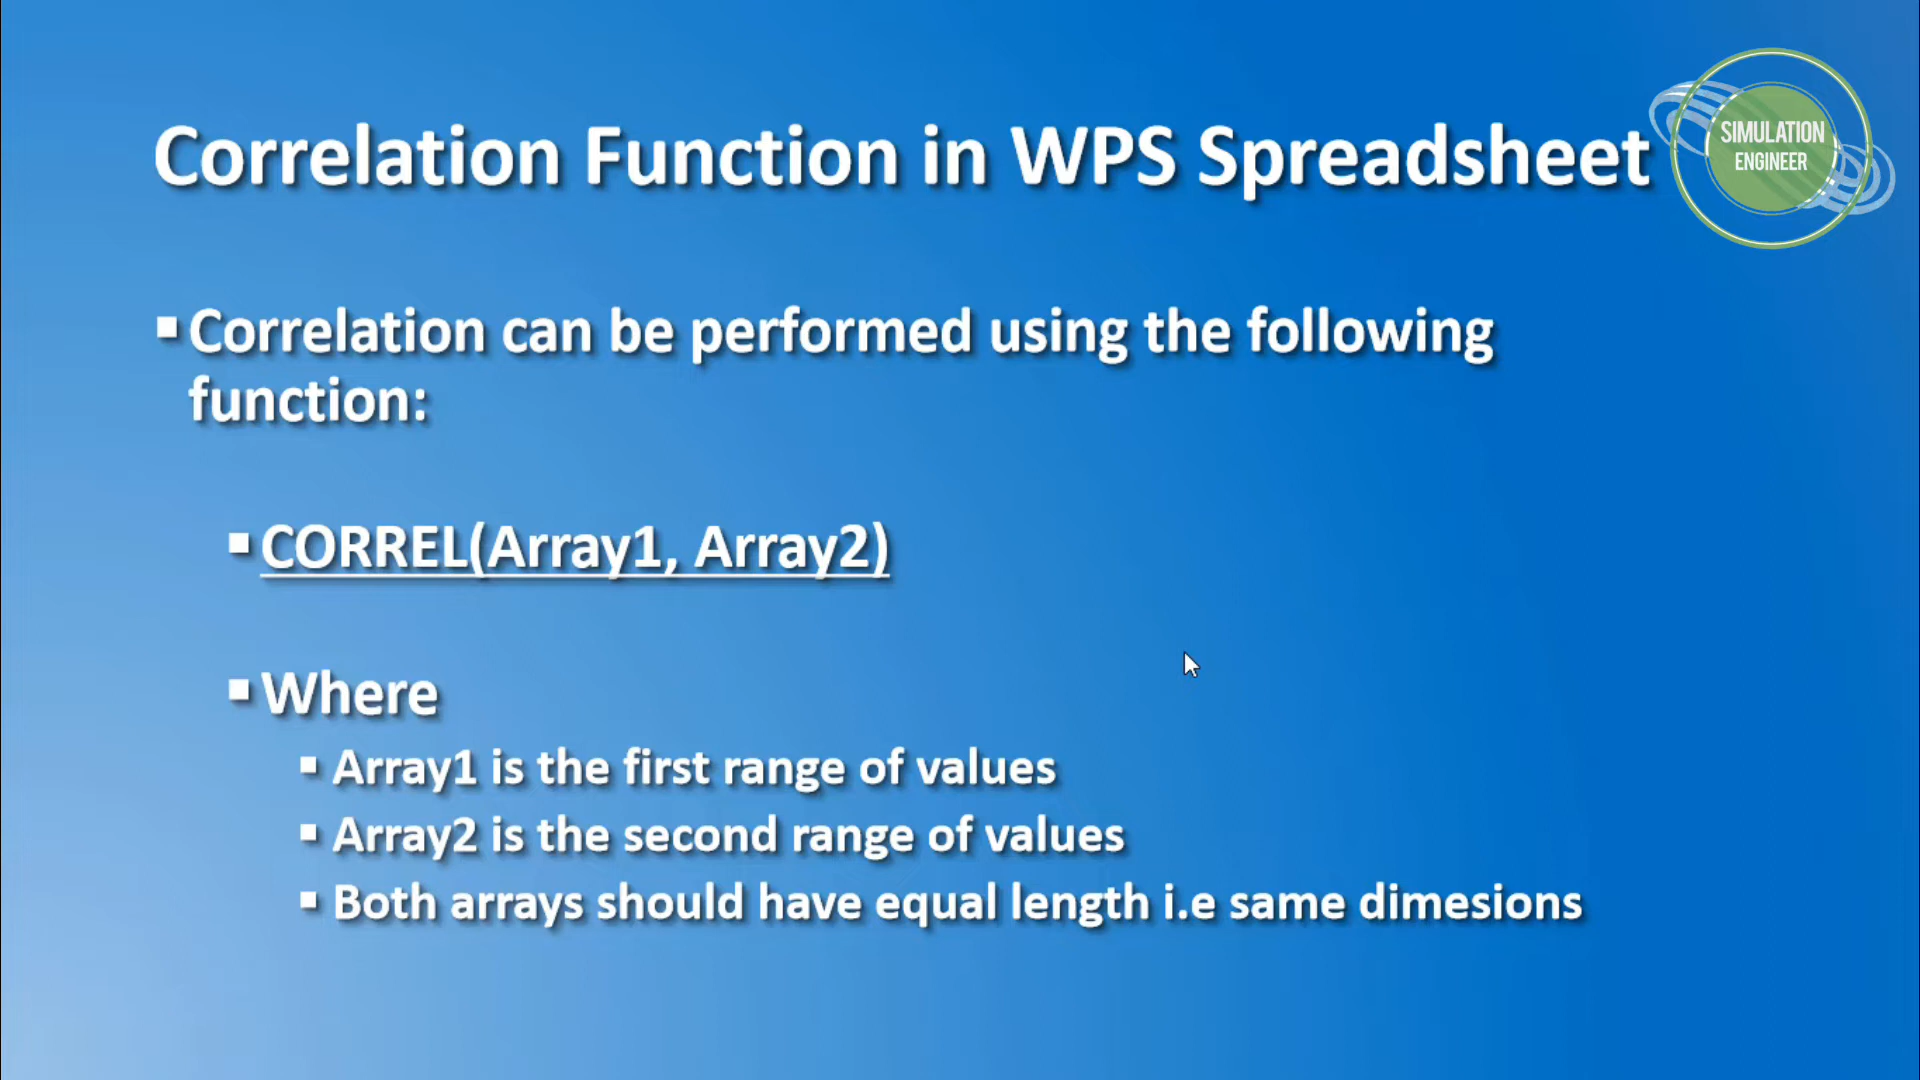 Correlation Function in WPS Spreadsheet
SIMULATION
ENGINEER
▪ Correlation can be performed using the following
function:
▪ CORREL(Array1, Array2)
▪ Where
▪ Array1 is the first range of values
▪ Array2 is the second range of values
▪ Both arrays should have equal length i.e same dimesions